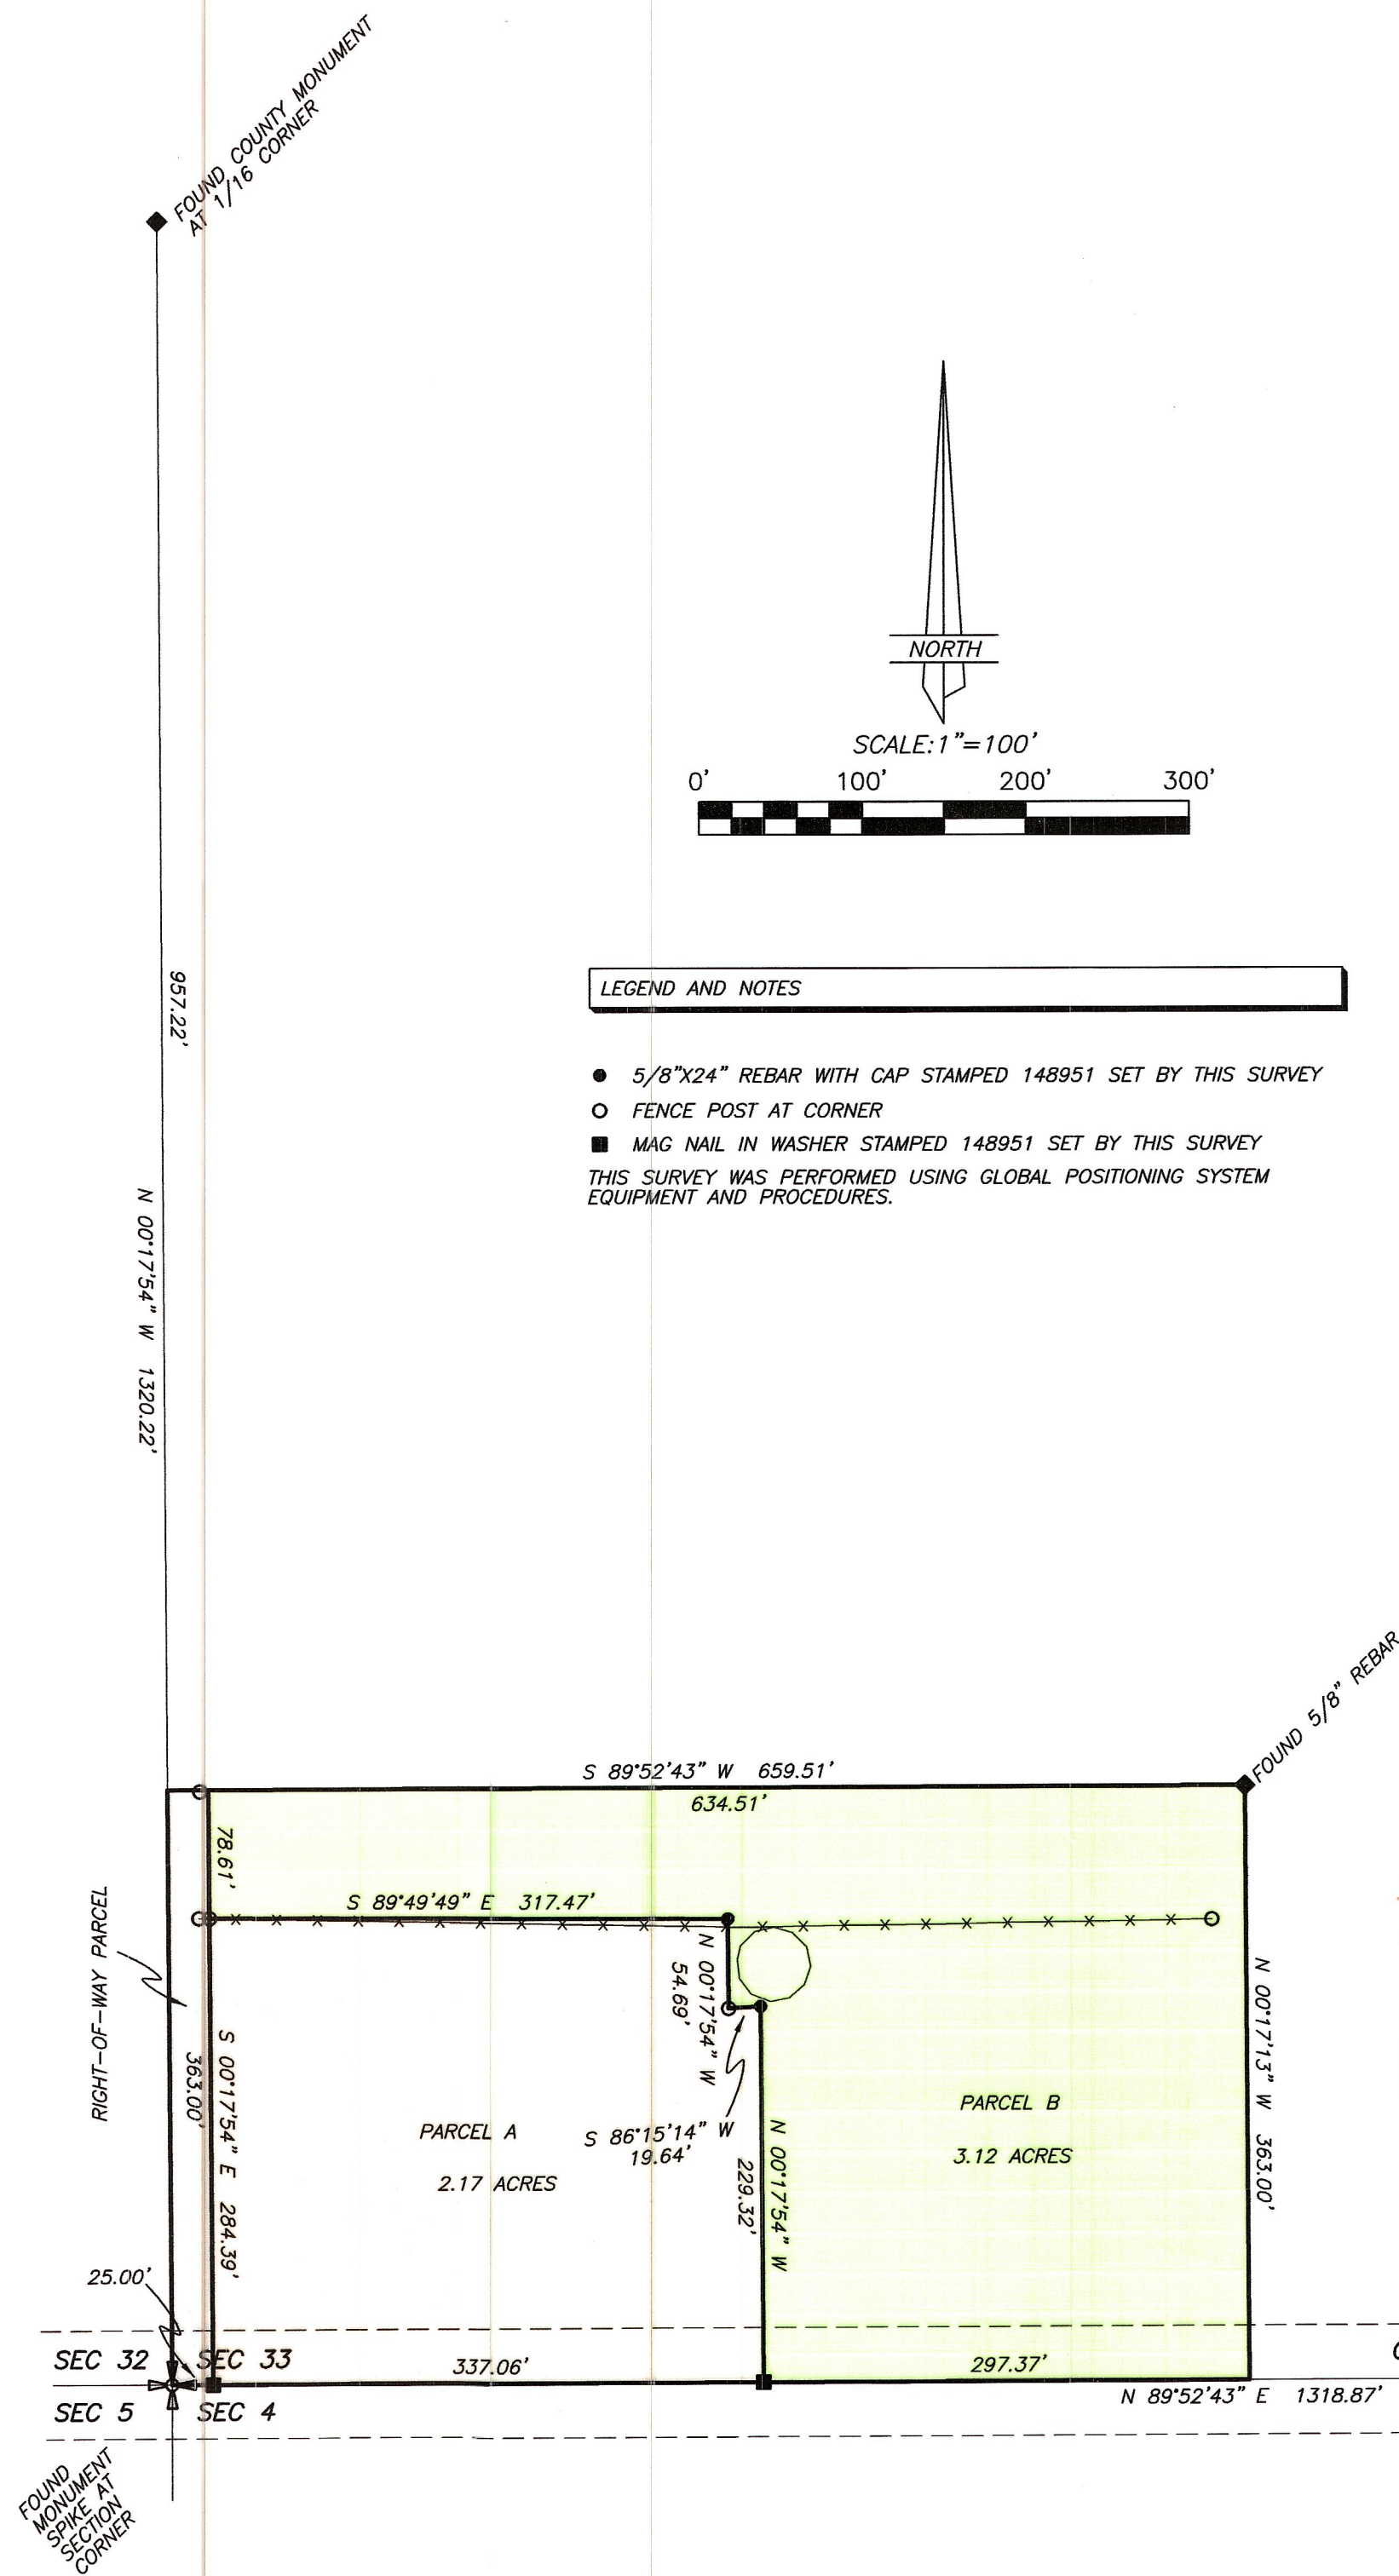 FOUND COUNTY MONUMENT
AT 1/16 CORNER
NORTH
SCALE: 1"=100'
0' 100' 200' 300'
957.22'
LEGEND AND NOTES
5/8"X24" REBAR WITH CAP STAMPED 148951 SET BY THIS SURVEY
FENCE POST AT CORNER
MAG NAIL IN WASHER STAMPED 148951 SET BY THIS SURVEY
THIS SURVEY WAS PERFORMED USING GLOBAL POSITIONING SYSTEM
EQUIPMENT AND PROCEDURES.
N 00°17'54" W 1320.22'
FOUND 5/8" REBAR
S 89°52'43" W 659.51'
634.51'
78.61'
S 89°49'49" E 317.47'
RIGHT-OF-WAY PARCEL
N 00°17'54" W
54.69'
363.00'
S 00°17'54" E 284.39'
PARCEL A
2.17 ACRES
S 86°15'14" W
19.64'
229.32'
N 00°17'54" W
PARCEL B
3.12 ACRES
N 00°17'13" W 363.00'
25.00'
SEC 32
SEC 33
337.06'
297.37'
N 89°52'43" E 1318.87'
SEC 5
SEC 4
FOUND
MONUMENT
SPIKE AT
SECTION
CORNER